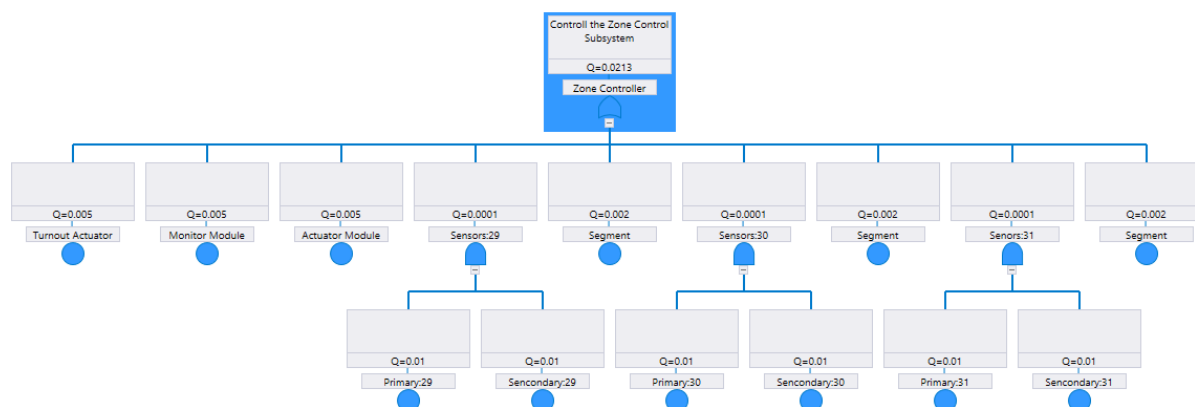 Controll the Zone Control
Subsystem
Q=0.0213
Zone Controller
Q=0.005
Q=0.005
Q=0.005
Q=0.0001
Q=0.002
Q=0.0001
Q=0.002
Q=0.0001
Q=0.002
Turnout Actuator
Monitor Module
Actuator Module
Sensors:29
Segment
Sensors:30
Segment
Senors:31
Segment
Q=0.01
Q=0.01
Q=0.01
Q=0.01
Q=0.01
Q=0.01
Primary:29
Sencondary:29
Primary:30
Sencondary:30
Primary:31
Sencondary:31